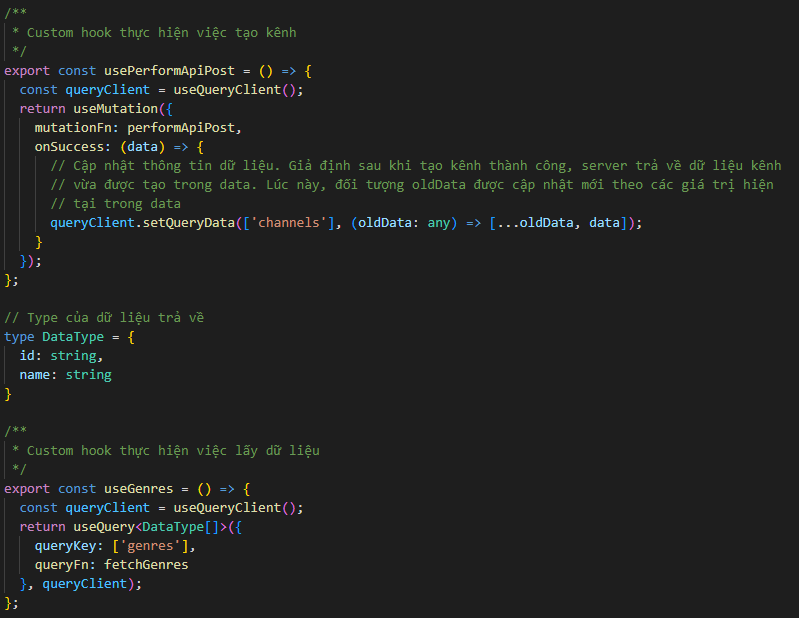 /**
 * Custom hook thực hiện việc tạo kênh
 */
export const usePerformApiPost = () => {
  const queryClient = useQueryClient();
  return useMutation({
    mutationFn: performApiPost,
    onSuccess: (data) => {
      // Cập nhật thông tin dữ liệu. Giả định sau khi tạo kênh thành công, server trả về dữ liệu kênh
      // vừa được tạo trong data. Lúc này, đối tượng oldData được cập nhật mới theo các giá trị hiện
      // tại trong data
      queryClient.setQueryData(['channels'], (oldData: any) => [...oldData, data]);
    }
  });
};

// Type của dữ liệu trả về
type DataType = {
  id: string,
  name: string
}

/**
 * Custom hook thực hiện việc lấy dữ liệu
 */
export const useGenres = () => {
  const queryClient = useQueryClient();
  return useQuery<DataType[]>({
    queryKey: ['genres'],
    queryFn: fetchGenres
  }, queryClient);
};